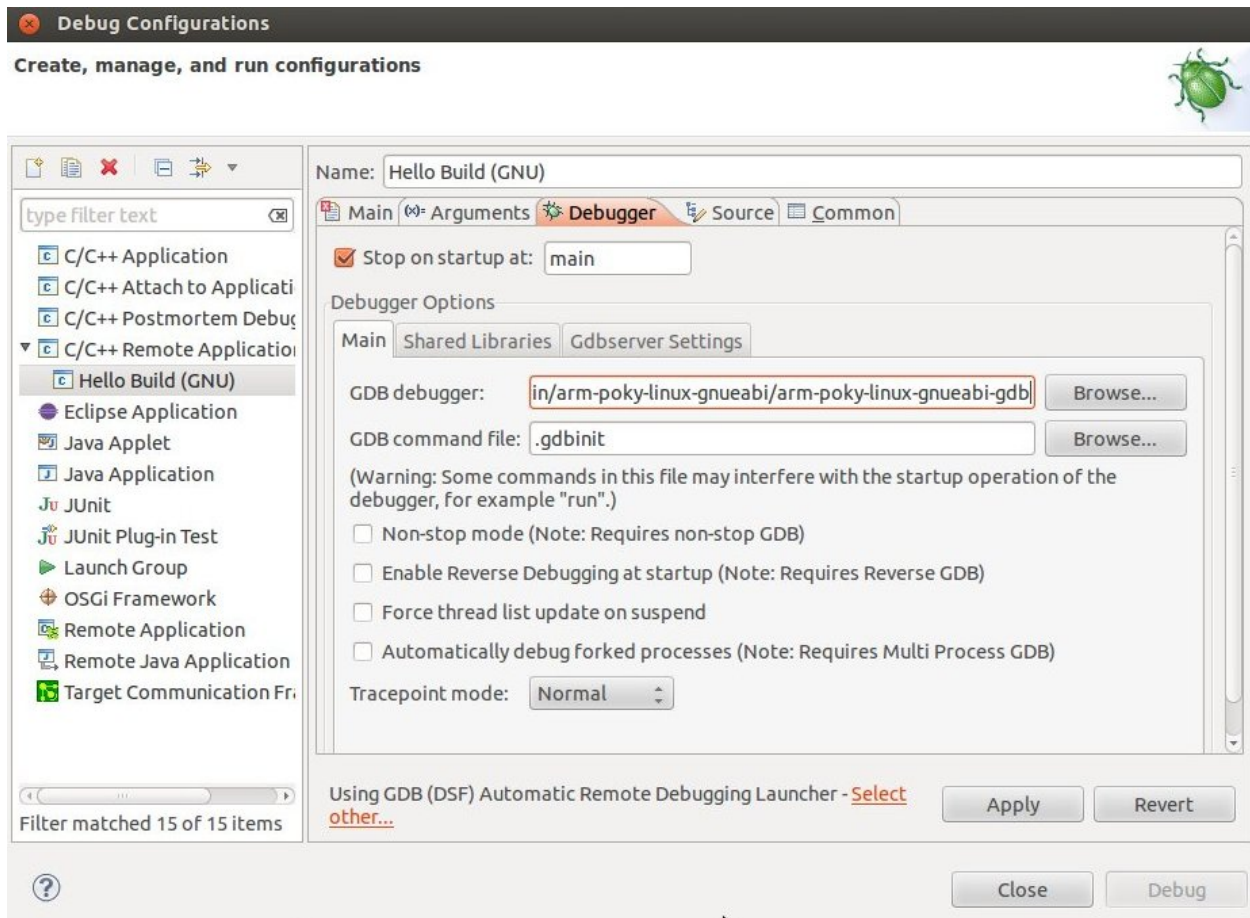 Debug Configurations
Create, manage, and run configurations
type filter text
C/C++ Application
C/C++ Attach to Applicati
C/C++ Postmortem Debug
C/C++ Remote Application
Hello Build (GNU)
Eclipse Application
Java Applet
Java Application
Ju JUnit
JUnit Plug-in Test
Launch Group
OSGi Framework
Remote Application
Remote Java Application
Target Communication Fra
Filter matched 15 of 15 items
Name: Hello Build (GNU)
Main (x)= Arguments Debugger Source Common
Stop on startup at: main
Debugger Options
Main Shared Libraries Gdbserver Settings
GDB debugger: in/arm-poky-linux-gnueabi/arm-poky-linux-gnueabi-gdb Browse...
GDB command file: .gdbinit Browse...
(Warning: Some commands in this file may interfere with the startup operation of the
debugger, for example "run".)
Non-stop mode (Note: Requires non-stop GDB)
Enable Reverse Debugging at startup (Note: Requires Reverse GDB)
Force thread list update on suspend
Automatically debug forked processes (Note: Requires Multi Process GDB)
Tracepoint mode: Normal
Using GDB (DSF) Automatic Remote Debugging Launcher - Select
other...
Apply Revert
Close Debug